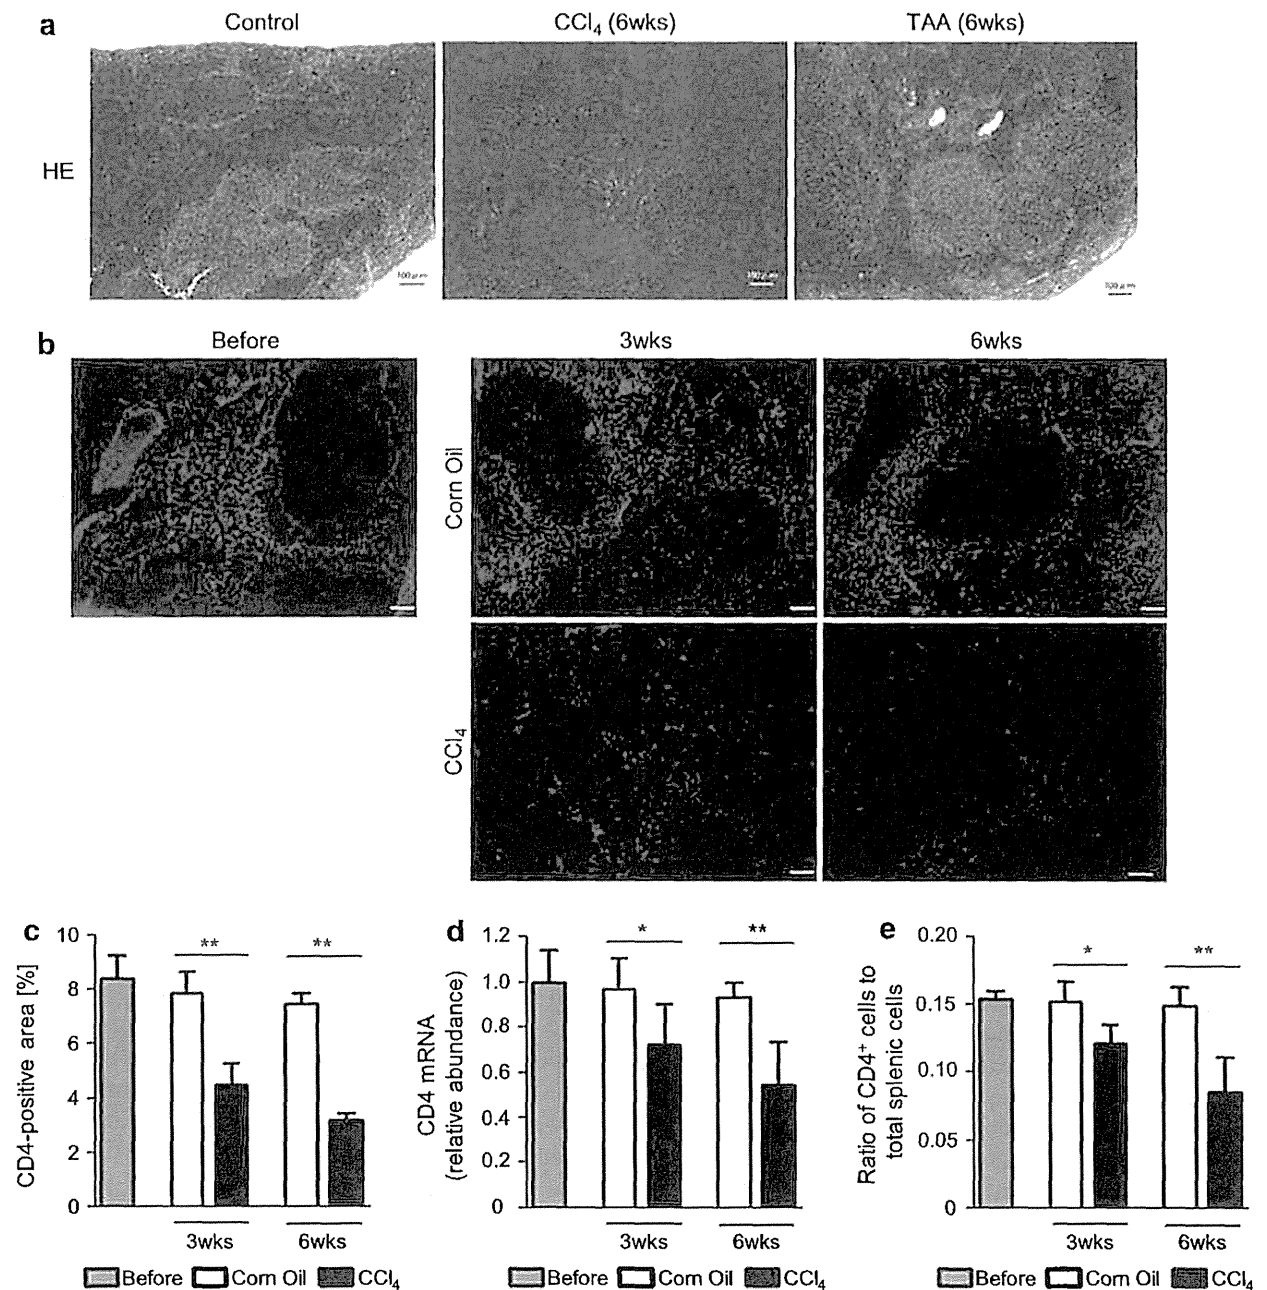 a
Control
CCl4 (6wks)
TAA (6wks)
HE
100μm
100μm
100μm
b
Before
3wks
6wks
Corn Oil
CCl4
c
CD4-positive area [%]
10
8
6
4
2
0
**
**
3wks
6wks
Before
Corn Oil
CCl4
d
CD4 mRNA
(relative abundance)
1.2
1.0
0.8
0.6
0.4
0.2
0
*
**
3wks
6wks
Before
Corn Oil
CCl4
e
Ratio of CD4+ cells to
total splenic cells
0.20
0.15
0.10
0.05
0
*
**
3wks
6wks
Before
Corn Oil
CCl4